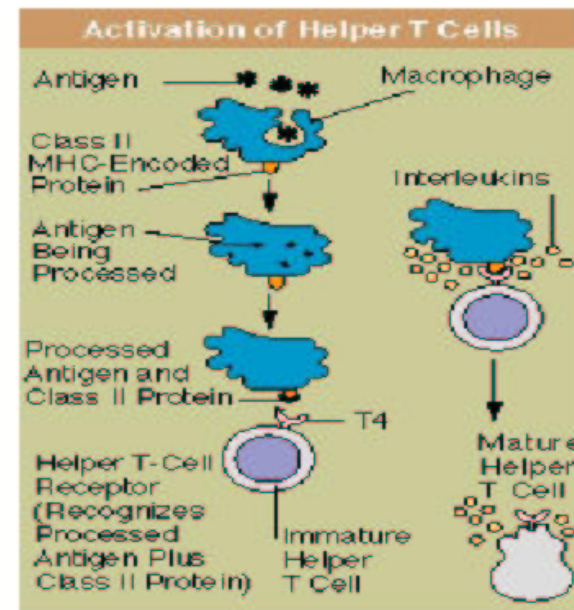 Activation of Helper T Cells
Antigen
Macrophage
Class II
MHC-Encoded
Protein
Antigen
Being
Processed
Processed
Antigen and
Class II Protein
T4
Helper T-Cell
Receptor
(Recognizes
Processed
Antigen Plus
Class II Protein)
Immature
Helper
T Cell
Interleukins
Mature
Helper
T Cell